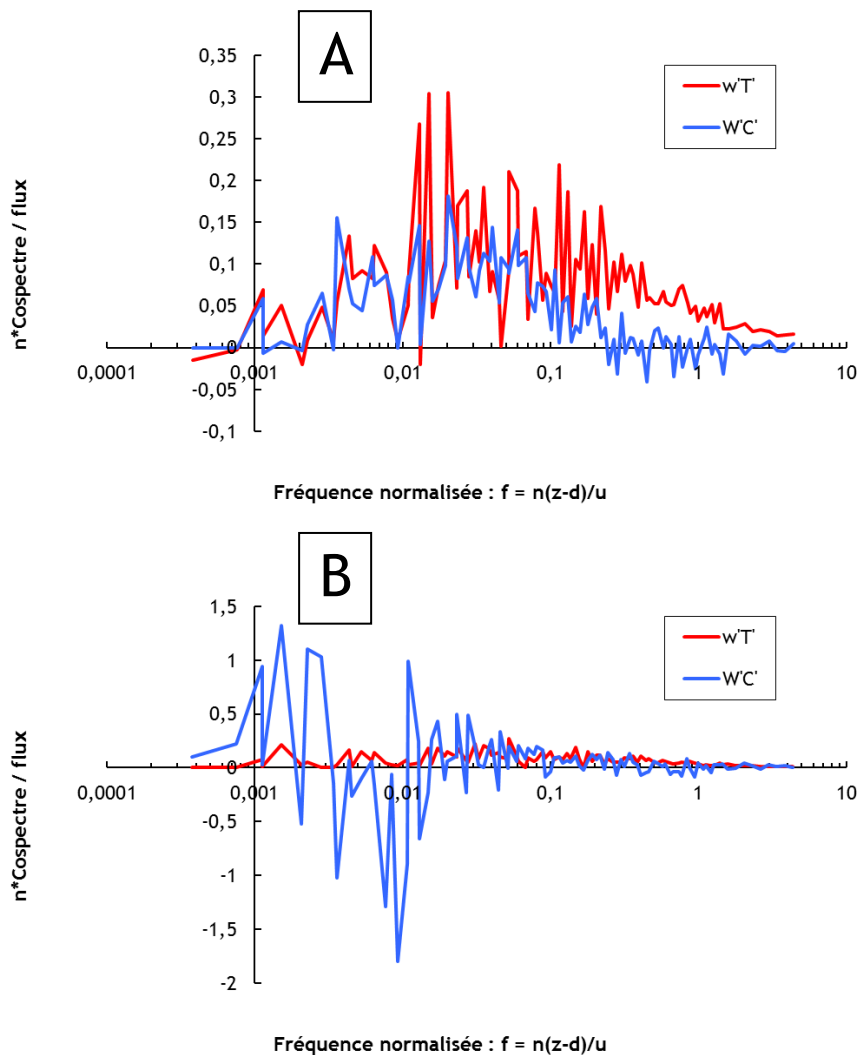 A
0,35
0,3
0,25
0,2
0,15
0,1
0,05
0
-0,05
-0,1
n*Cospectre / flux
w'T'
W'C'
0,0001 0,001 0,01 0,1 1 10
Fréquence normalisée : f = n(z-d)/u
B
1,5
1
0,5
0
-0,5
-1
-1,5
-2
n*Cospectre / flux
w'T'
W'C'
0,0001 0,001 0,01 0,1 1 10
Fréquence normalisée : f = n(z-d)/u